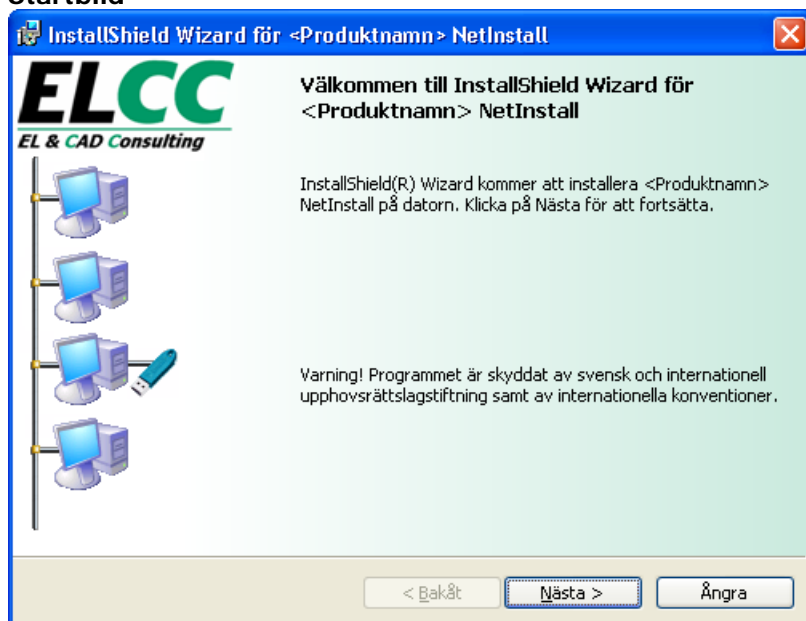 Startbild
InstallShield Wizard för <Produktnamn> NetInstall
ELCC
EL & CAD Consulting
Välkommen till InstallShield Wizard för
<Produktnamn> NetInstall
InstallShield(R) Wizard kommer att installera <Produktnamn>
NetInstall på datorn. Klicka på Nästa för att fortsätta.
Varning! Programmet är skyddat av svensk och internationell
upphovsrättslagstiftning samt av internationella konventioner.
< Bakåt
Nästa >
Ångra